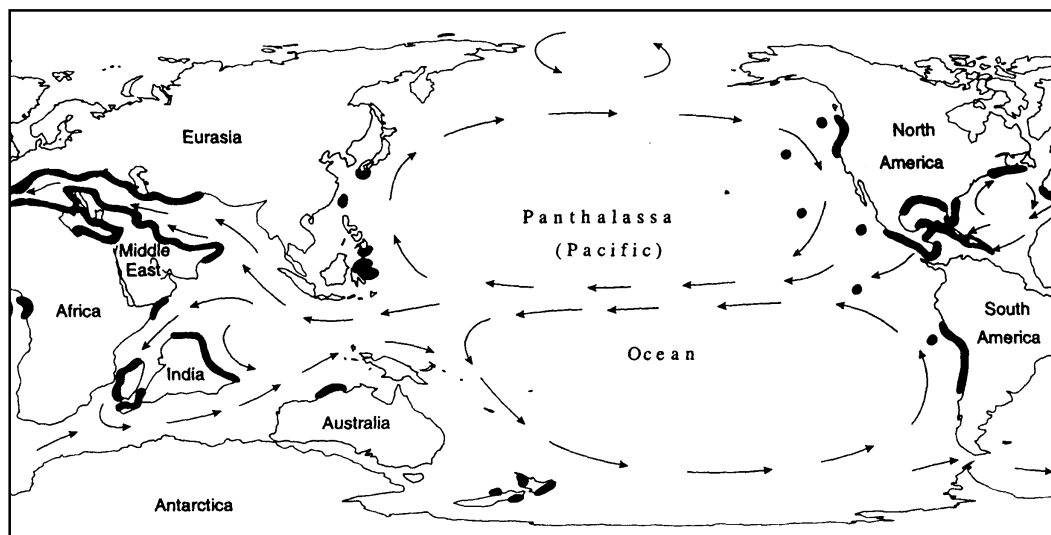 Eurasia
North
America
Panthalassa
(Pacific)
Middle
East
Africa
South
America
Ocean
India
Australia
Antarctica